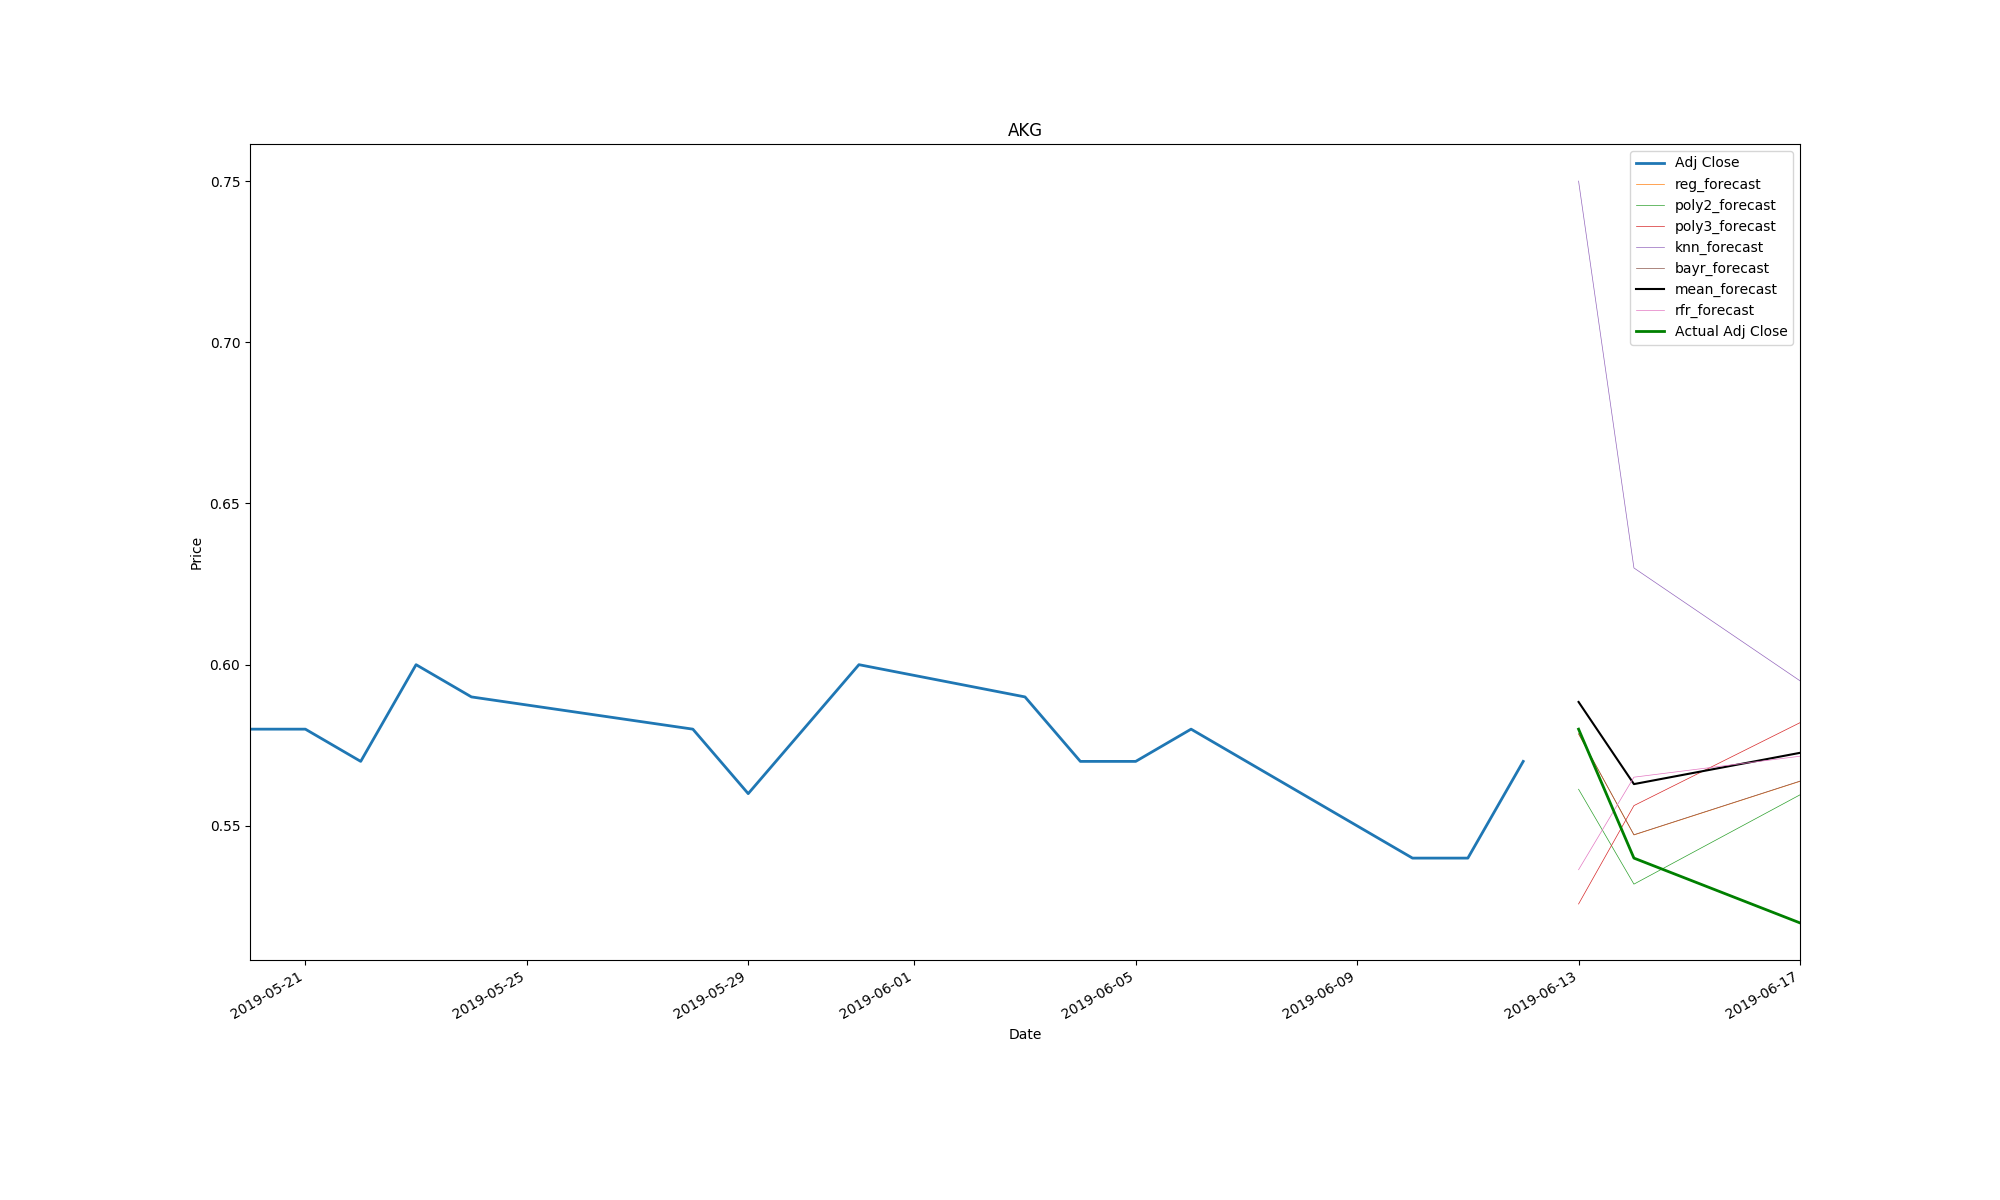 AKG
Adj Close
reg_forecast
poly2_forecast
poly3_forecast
knn_forecast
bayr_forecast
mean_forecast
rfr_forecast
Actual Adj Close
0.75
0.70
0.65
0.60
0.55
Price
2019-05-21
2019-05-25
2019-05-29
2019-06-01
2019-06-05
2019-06-09
2019-06-13
2019-06-17
Date